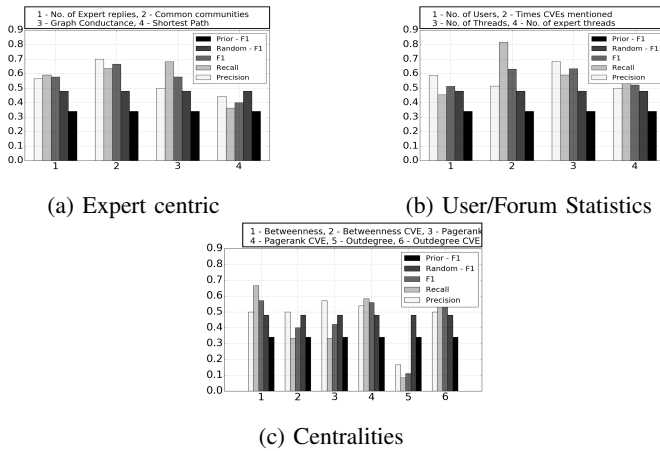 1 - No. of Expert replies, 2 - Common communities
3 - Graph Conductance, 4 - Shortest Path
0.9
0.8
0.7
0.6
0.5
0.4
0.3
0.2
0.1
0.0
Prior - F1
Random - F1
F1
Recall
Precision
1 2 3 4
(a) Expert centric
1 - No. of Users, 2 - Times CVEs mentioned
3 - No. of Threads, 4 - No. of expert threads
0.9
0.8
0.7
0.6
0.5
0.4
0.3
0.2
0.1
0.0
Prior - F1
Random - F1
F1
Recall
Precision
1 2 3 4
(b) User/Forum Statistics
1 - Betweenness, 2 - Betweenness CVE, 3 - Pagerank
4 - Pagerank CVE, 5 - Outdegree, 6 - Outdegree CVE
0.9
0.8
0.7
0.6
0.5
0.4
0.3
0.2
0.1
0.0
Prior - F1
Random - F1
F1
Recall
Precision
1 2 3 4 5 6
(c) Centralities